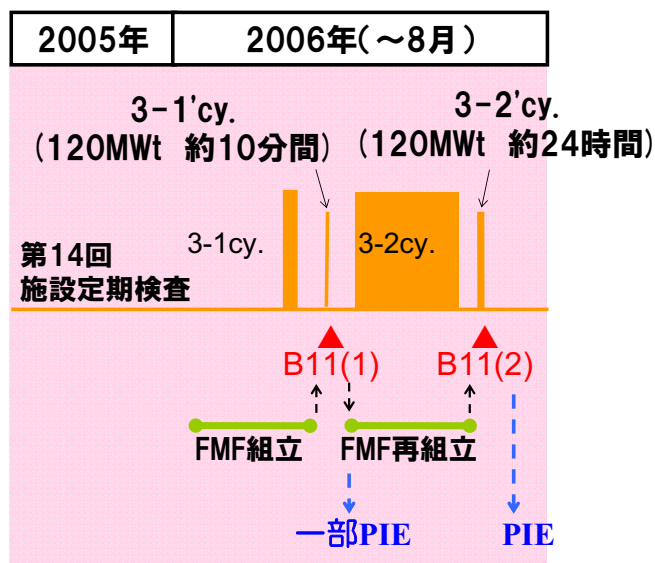 2005年
2006年(～8月)
3-1'cy.
(120MWt 約10分間)
3-2'cy.
(120MWt 約24時間)
3-1cy.
3-2cy.
第14回
施設定期検査
B11(1)
B11(2)
FMF組立
FMF再組立
一部PIE
PIE